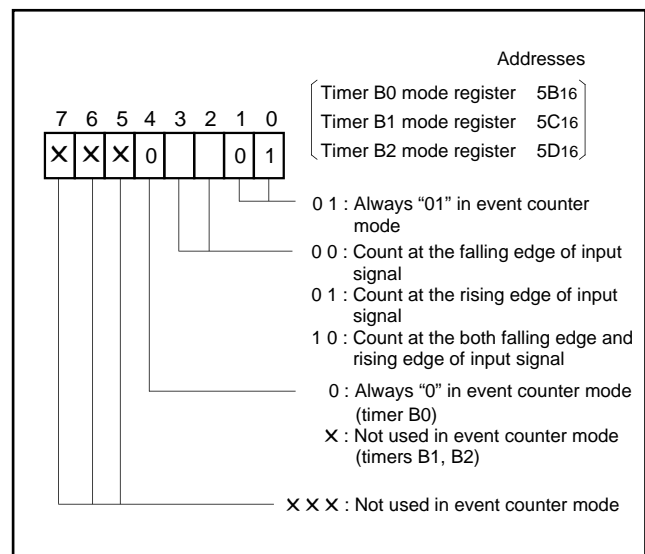 Addresses
Timer B0 mode register 5B16
Timer B1 mode register 5C16
Timer B2 mode register 5D16
7 6 5 4 3 2 1 0
× × × 0 0 1
0 1 : Always “01” in event counter
mode
0 0 : Count at the falling edge of input
signal
0 1 : Count at the rising edge of input
signal
1 0 : Count at the both falling edge and
rising edge of input signal
0 : Always “0” in event counter mode
(timer B0)
× : Not used in event counter mode
(timers B1, B2)
× × × : Not used in event counter mode